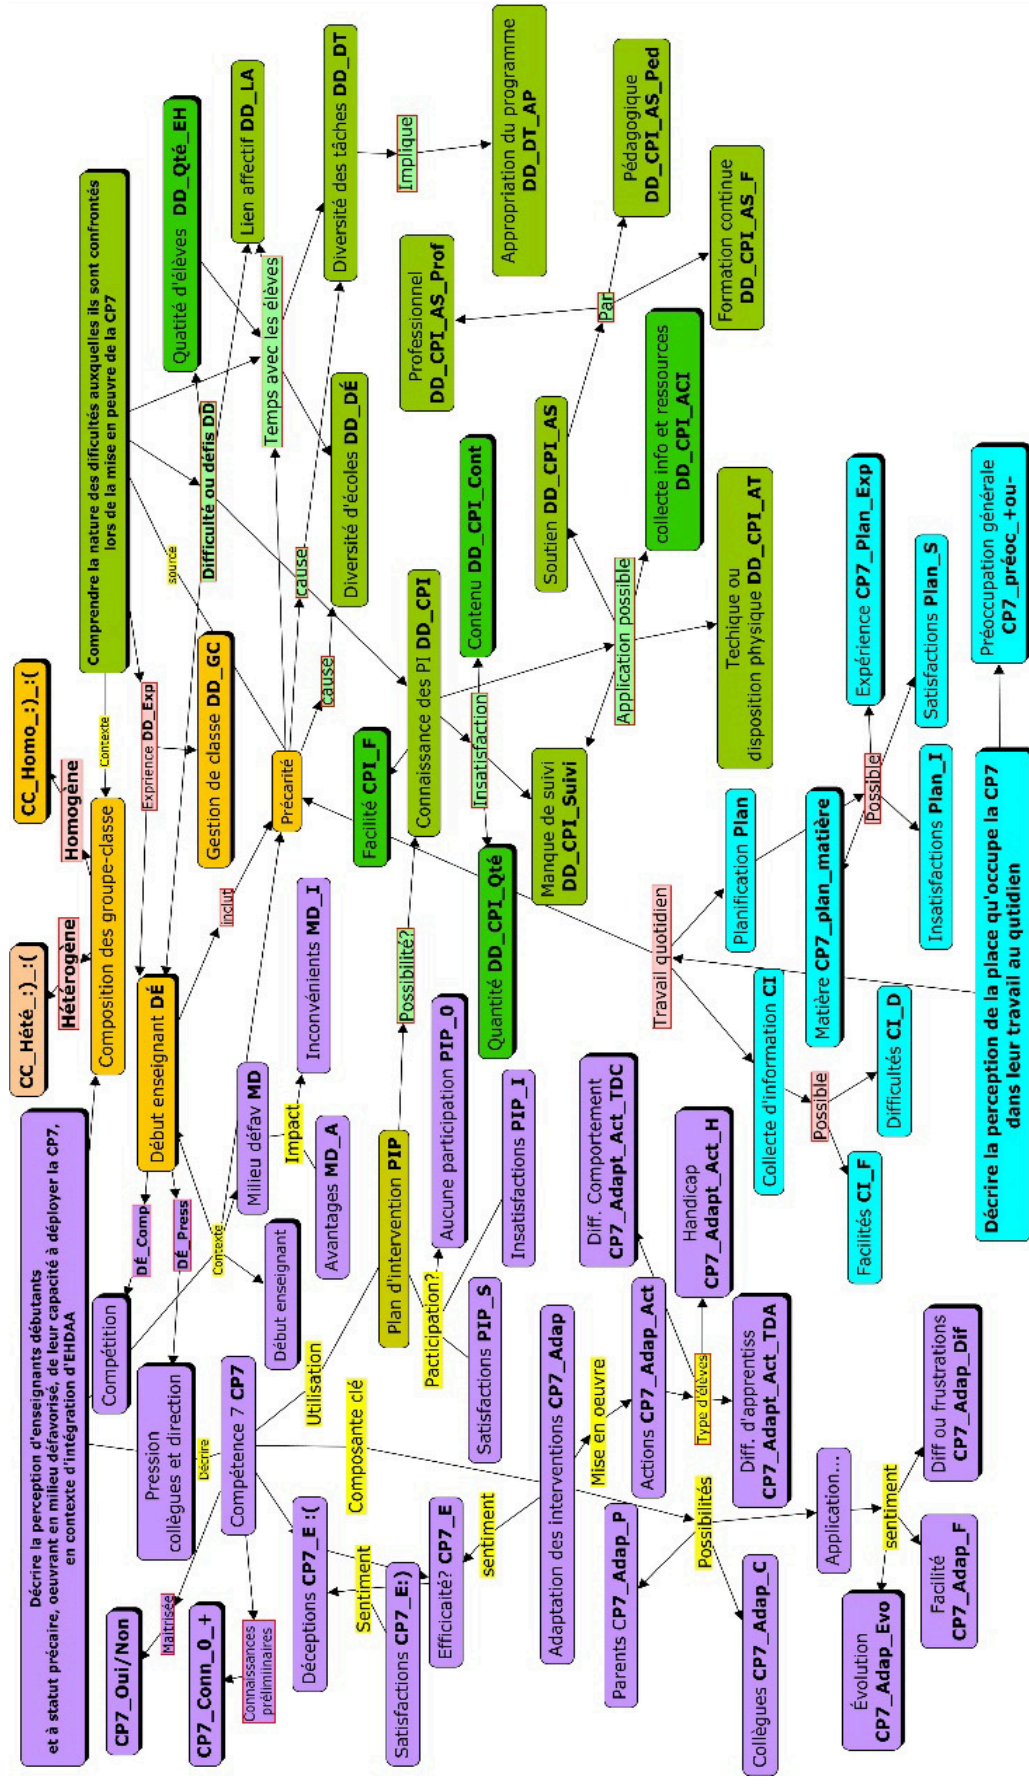 Décrire la perception d'enseignants débutants
et à statut précaire, oeuvrant en milieu défavorisé, de leur capacité à déployer la CP7,
en contexte d'intégration d'EHDAA
CC_Hété_:)_:(
CC_Homo_:)_:(
Hétérogène
Homogène
Contexte
Composition des groupe-classe
Comprendre la nature des dificultés auxquelles ils sont confrontés
lors de la mise en peuvre de la CP7
Exprience DD_Exp
source
Début enseignant DÉ
DÉ_Comp
DÉ_Press
Compétition
Pression
collègues et direction
Décrire
Maitrisée
CP7_Oui/Non
Compétence 7 CP7
CP7_Conn_0_+
Connaissances
préliminaires
Contexte
Début enseignant
Milieu défav MD
Impact
Avantages MD_A
Inconvénients MD_I
inclut
Gestion de classe DD_GC
Difficulté ou défis DD
Quatité d'élèves DD_Qté_EH
Lien affectif DD_LA
Temps avec les élèves
Diversité des tâches DD_DT
Implique
Appropriation du programme
DD_DT_AP
Précarité
cause
cause
Diversité d'écoles DD_DÉ
Utilisation
Plan d'intervention PIP
Possibilité?
Pacticipation?
Aucune participation PIP_0
Insatisfactions PIP_I
Satisfactions PIP_S
Facilité CPI_F
Connaissance des PI DD_CPI
Insatisfaction
Contenu DD_CPI_Cont
Quantité DD_CPI_Qté
Manque de suivi
DD_CPI_Suivi
Application possible
Soutien DD_CPI_AS
Par
Professionnel
DD_CPI_AS_Prof
Pédagogique
DD_CPI_AS_Ped
Formation continue
DD_CPI_AS_F
collecte info et ressources
DD_CPI_ACI
Techique ou
disposition physique DD_CPI_AT
Composante clé
Déceptions CP7_E :(
Sentiment
Satisfactions CP7_E:)
Efficicaité? CP7_E
sentiment
Adaptation des interventions CP7_Adap
Mise en oeuvre
Actions CP7_Adap_Act
Type d'élèves
Diff. Comportement
CP7_Adapt_Act_TDC
Handicap
CP7_Adapt_Act_H
Diff. d'apprentiss
CP7_Adapt_Act_TDA
Possibilités
Parents CP7_Adap_P
Collègues CP7_Adap_C
Application...
sentiment
Évolution
CP7_Adap_Evo
Facilité
CP7_Adap_F
Diff ou frustrations
CP7_Adap_Dif
Travail quotidien
Planification Plan
Matière CP7_plan_matière
Possible
Expérience CP7_Plan_Exp
Satisfactions Plan_S
Insatisfactions Plan_I
Collecte d'information CI
Possible
Difficultés CI_D
Facilités CI_F
Décrire la perception de la place qu'occupe la CP7
dans leur travail au qutidien
Préoccupation générale
CP7_préoc_+ou-